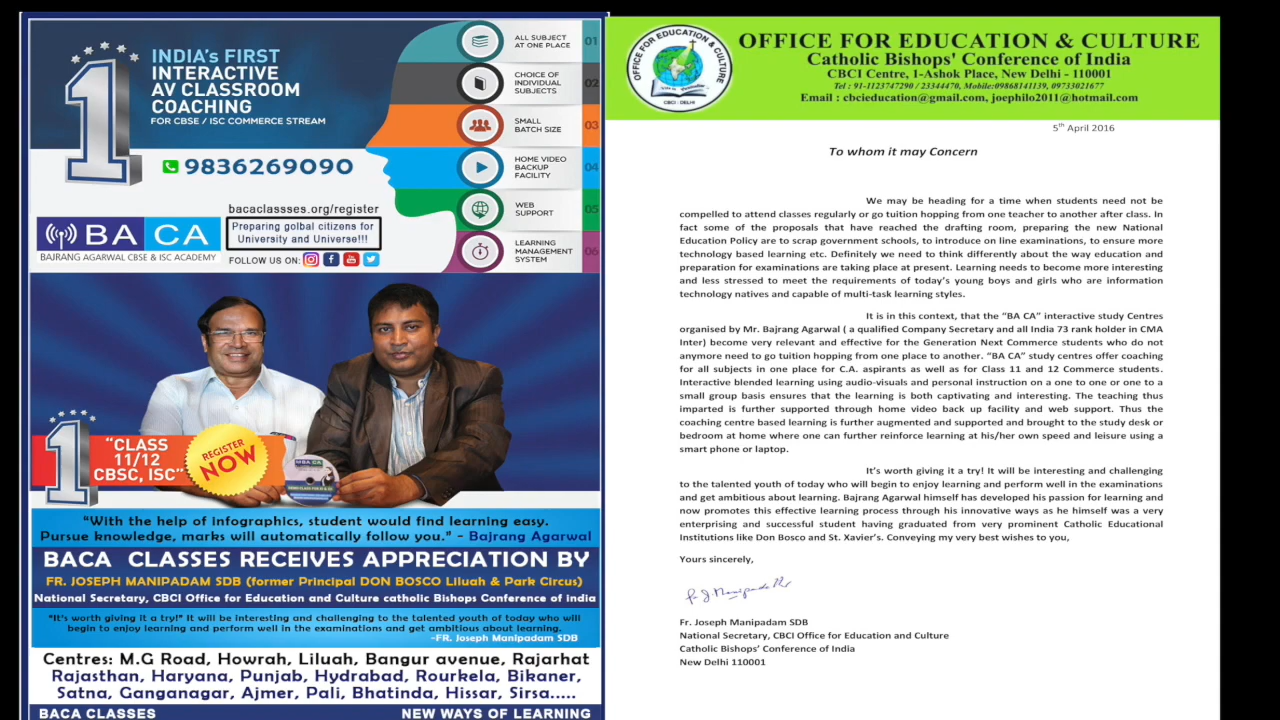 1
INDIA's FIRST
INTERACTIVE
AV CLASSROOM
COACHING
FOR CBSE / ISC COMMERCE STREAM
9836269090
ALL SUBJECT
AT ONE PLACE
01
CHOICE OF
INDIVIDUAL
SUBJECTS
02
SMALL
BATCH SIZE
03
HOME VIDEO
BACKUP
FACILITY
04
WEB
SUPPORT
05
LEARNING
MANAGEMENT
SYSTEM
06
BA CA
BAJRANG AGARWAL CBSE & ISC ACADEMY
bacaclassses.org/register
Preparing golbal citizens for
University and Universe!!!
FOLLOW US ON:
1
"CLASS
11/12
CBSC, ISC"
REGISTER
NOW
BA CA
"With the help of infographics, student would find learning easy.
Pursue knowledge, marks will automatically follow you." - Bajrang Agarwal
BACA CLASSES RECEIVES APPRECIATION BY
FR. JOSEPH MANIPADAM SDB (former Principal DON BOSCO Liluah & Park Circus)
National Secretary, CBCI Office for Education and Culture catholic Bishops Conference of india
"It's worth giving it a try!" It will be interesting and challenging to the talented youth of today who will
begin to enjoy learning and perform well in the examinations and get ambitious about learning.
-FR. Joseph Manipadam SDB
Centres: M.G Road, Howrah, Liluah, Bangur avenue, Rajarhat
Rajasthan, Haryana, Punjab, Hydrabad, Rourkela, Bikaner,
Satna, Ganganagar, Ajmer, Pali, Bhatinda, Hissar, Sirsa.....
BACA CLASSES NEW WAYS OF LEARNING
OFFICE FOR EDUCATION & CULTURE
CBCI - DELHI
OFFICE FOR EDUCATION & CULTURE
Catholic Bishops' Conference of India
CBCI Centre, 1-Ashok Place, New Delhi - 110001
Tel : 91-1123747290 / 23344470, Mobile:09868141139, 09733021677
Email : cbcieducation@gmail.com, joephilo2011@hotmail.com
5th April 2016
To whom it may Concern
We may be heading for a time when students need not be
compelled to attend classes regularly or go tuition hopping from one teacher to another after class. In
fact some of the proposals that have reached the drafting room, preparing the new National
Education Policy are to scrap government schools, to introduce on line examinations, to ensure more
technology based learning etc. Definitely we need to think differently about the way education and
preparation for examinations are taking place at present. Learning needs to become more interesting
and less stressed to meet the requirements of today's young boys and girls who are information
technology natives and capable of multi-task learning styles.
It is in this context, that the "BA CA" interactive study Centres
organised by Mr. Bajrang Agarwal ( a qualified Company Secretary and all India 73 rank holder in CMA
Inter) become very relevant and effective for the Generation Next Commerce students who do not
anymore need to go tuition hopping from one place to another. "BA CA" study centres offer coaching
for all subjects in one place for C.A. aspirants as well as for Class 11 and 12 Commerce students.
Interactive blended learning using audio-visuals and personal instruction on a one to one or one to a
small group basis ensures that the learning is both captivating and interesting. The teaching thus
imparted is further supported through home video back up facility and web support. Thus the
coaching centre based learning is further augmented and supported and brought to the study desk or
bedroom at home where one can further reinforce learning at his/her own speed and leisure using a
smart phone or laptop.
It's worth giving it a try! It will be interesting and challenging
to the talented youth of today who will begin to enjoy learning and perform well in the examinations
and get ambitious about learning. Bajrang Agarwal himself has developed his passion for learning and
now promotes this effective learning process through his innovative ways as he himself was a very
enterprising and successful student having graduated from very prominent Catholic Educational
Institutions like Don Bosco and St. Xavier's. Conveying my very best wishes to you,
Yours sincerely,
Fr. Joseph Manipadam SDB
National Secretary, CBCI Office for Education and Culture
Catholic Bishops' Conference of India
New Delhi 110001